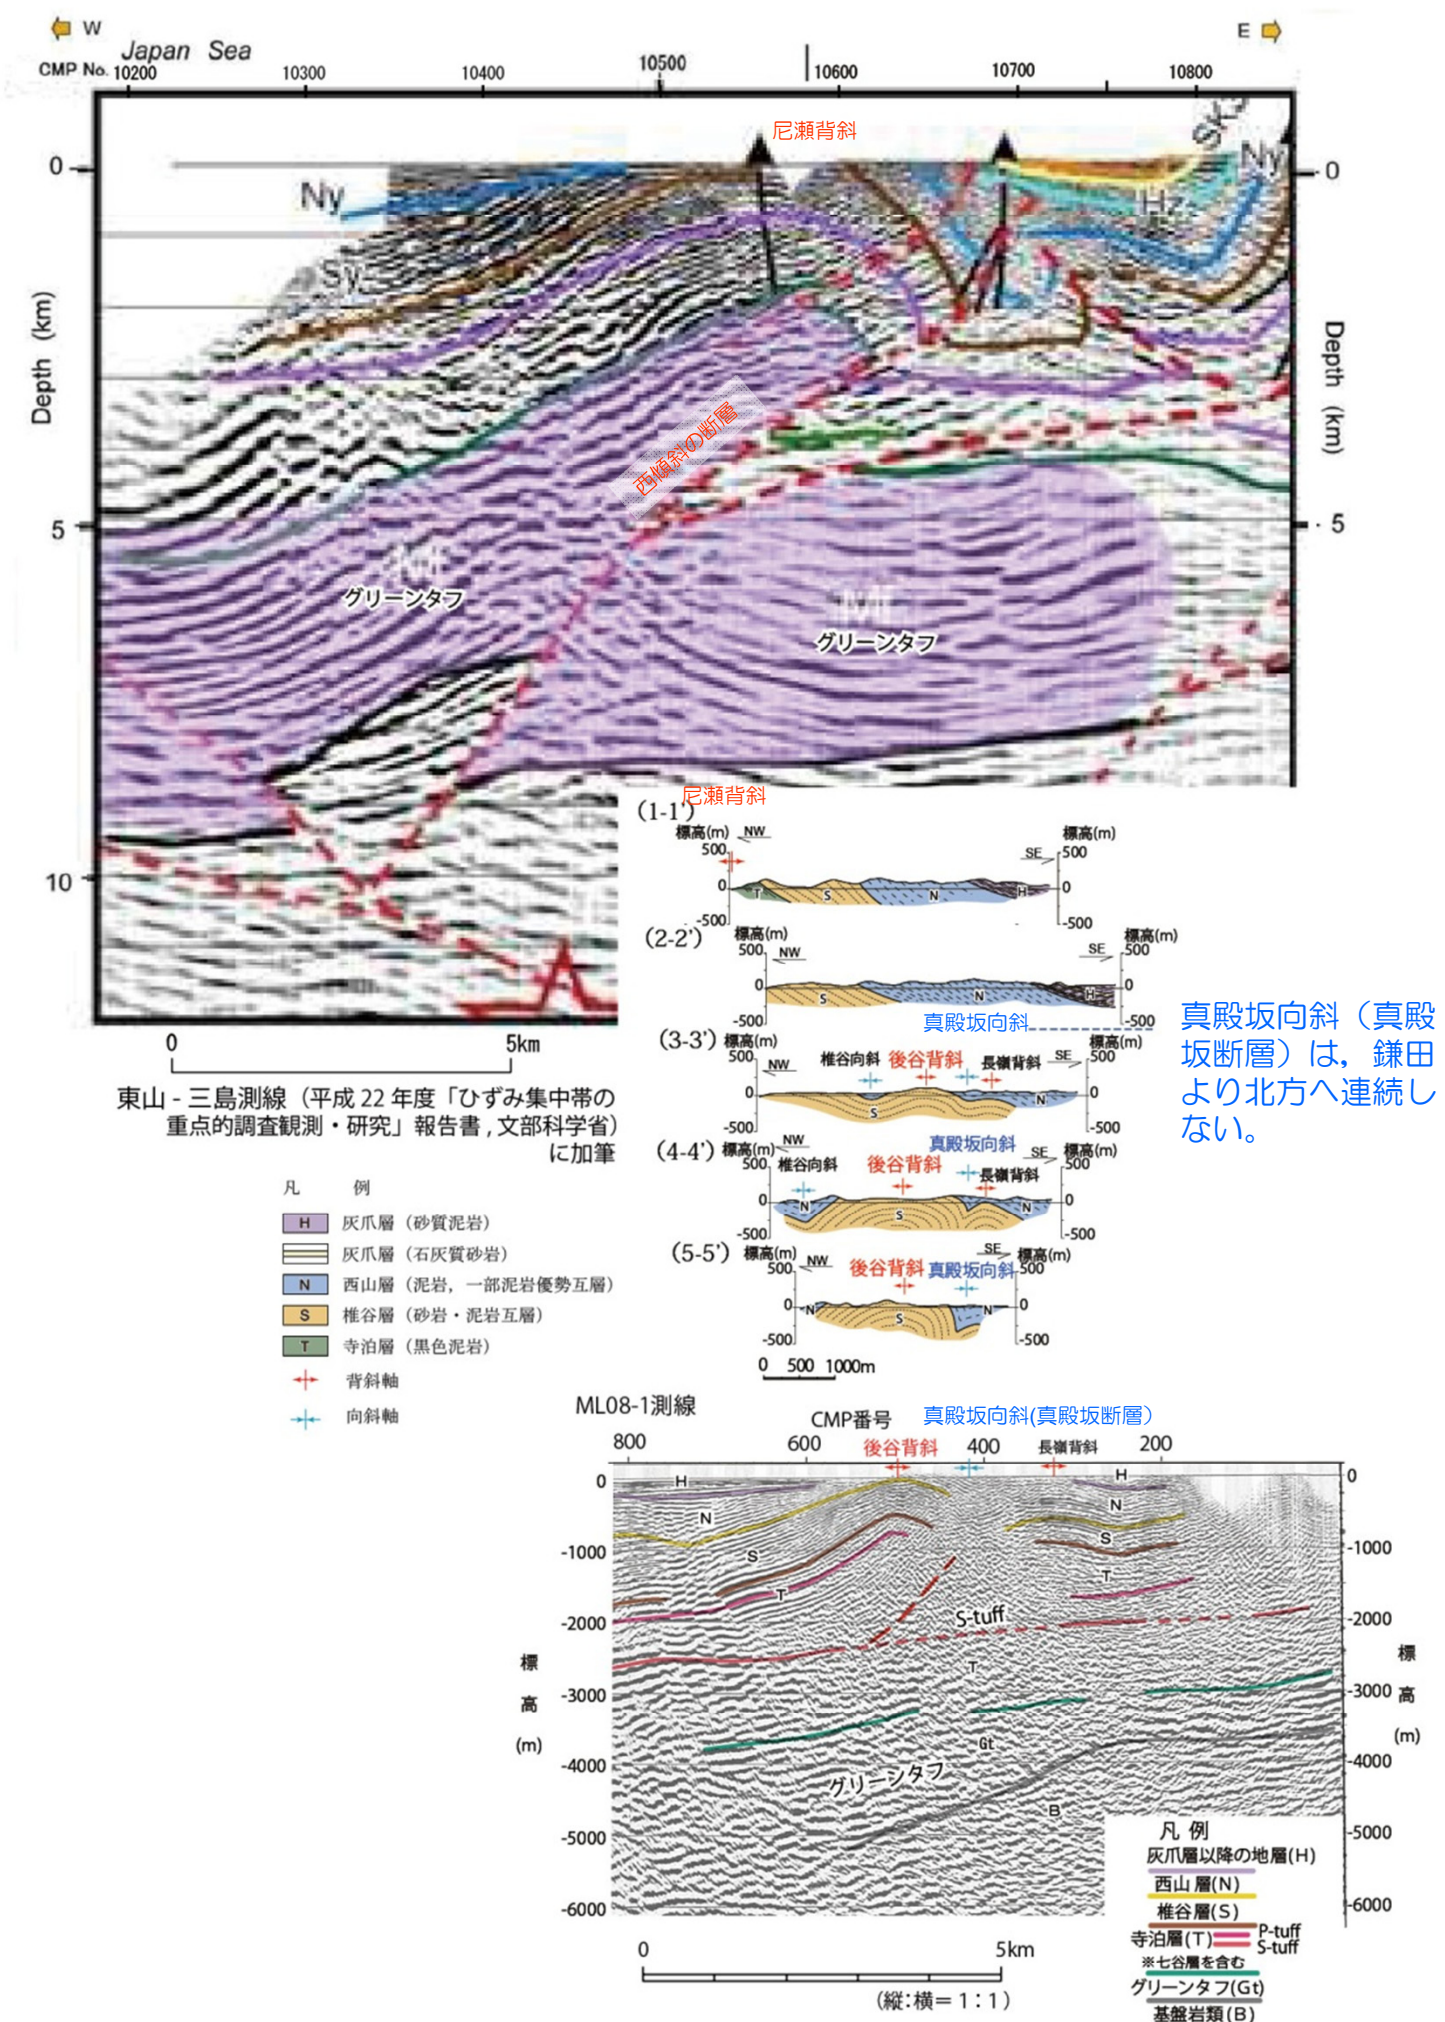 W
E
Japan Sea
CMP No. 10200 10300 10400 10500 10600 10700 10800
尼瀬背斜
0
0
Ny
Ny
Hz
Sy
Depth (km)
Depth (km)
西傾斜の断層
5
5
グリーンタフ
グリーンタフ
10
0 5km
東山 - 三島測線（平成 22 年度「ひずみ集中帯の
重点的調査観測・研究」報告書 , 文部科学省）
に加筆
凡 例
H 灰爪層（砂質泥岩）
灰爪層（石灰質砂岩）
N 西山層（泥岩，一部泥岩優勢互層）
S 椎谷層（砂岩・泥岩互層）
T 寺泊層（黒色泥岩）
背斜軸
向斜軸
尼瀬背斜
(1-1')
標高(m) NW SE 標高(m)
500 500
0 T S N H 0
-500 -500
(2-2')
標高(m) NW SE 標高(m)
500 500
0 S N H 0
-500 -500
真殿坂向斜
(3-3')
標高(m) NW 椎谷向斜 後谷背斜 長嶺背斜 SE 標高(m)
500 500
0 S N 0
-500 -500
真殿坂向斜
(4-4')
標高(m) NW 椎谷向斜 後谷背斜 長嶺背斜 SE 標高(m)
500 500
0 N S N 0
-500 -500
(5-5')
標高(m) NW 後谷背斜 真殿坂向斜 SE 標高(m)
500 500
0 N S N 0
-500 -500
0 500 1000m
真殿坂向斜（真殿
坂断層）は，鎌田
より北方へ連続し
ない。
ML08-1測線
CMP番号
真殿坂向斜(真殿坂断層）
800 600 後谷背斜 400 長嶺背斜 200
0 H H 0
N N
S S
-1000 -1000
T T
-2000 S-tuff -2000
T
標高(m) 標高(m)
-3000 -3000
Gt
グリーンタフ
-4000 -4000
B
-5000 -5000
-6000 -6000
凡 例
灰爪層以降の地層(H)
西山層(N)
椎谷層(S)
寺泊層(T) P-tuff
S-tuff
※七谷層を含む
グリーンタフ(Gt)
基盤岩類(B)
0 5km
(縦:横＝1：1)